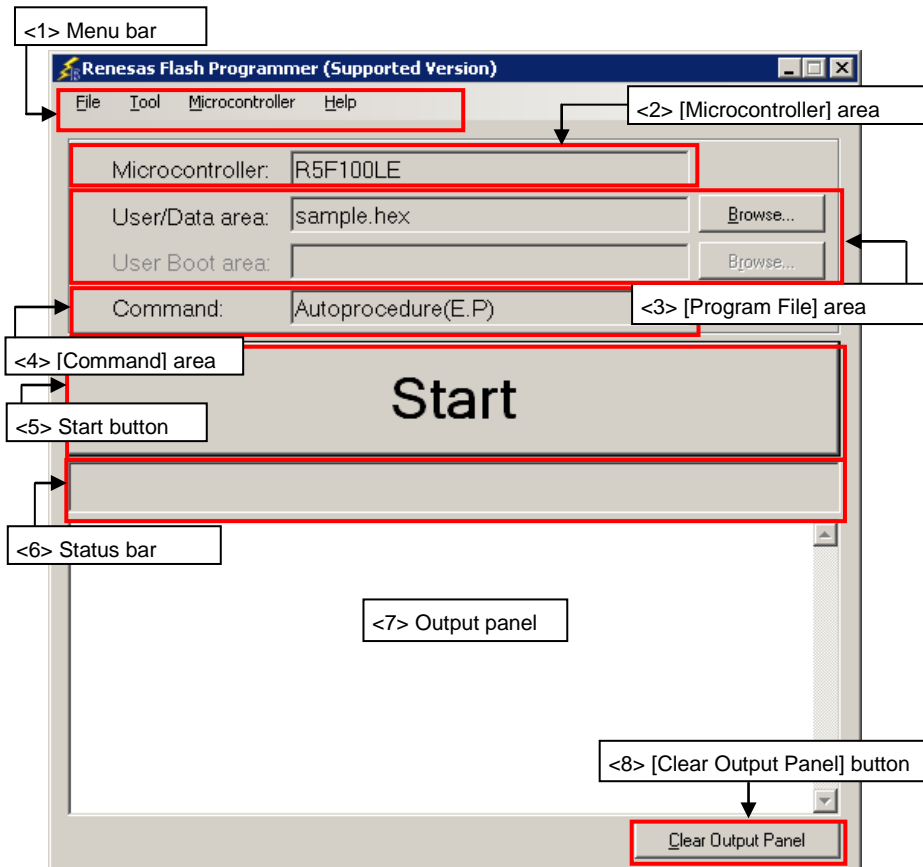 <1> Menu bar
Renesas Flash Programmer (Supported Version)
File Tool Microcontroller Help
<2> [Microcontroller] area
Microcontroller: R5F100LE
User/Data area: sample.hex Browse...
User Boot area: Browse...
<3> [Program File] area
Command: Autoprocedure(E.P)
<4> [Command] area
Start
<5> Start button
<6> Status bar
<7> Output panel
<8> [Clear Output Panel] button
Clear Output Panel